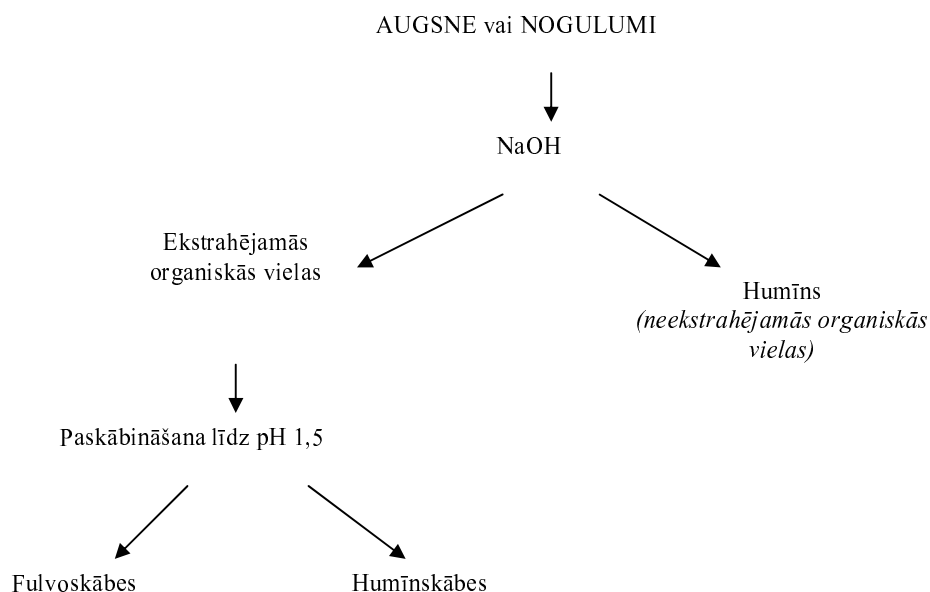 AUGSNE vai NOGULUMI
NaOH
Ekstrahējamās
organiskās vielas
Humīns
(neekstrahējamās organiskās
vielas)
Paskābināšana līdz pH 1,5
Fulvoskābes
Humīnskābes